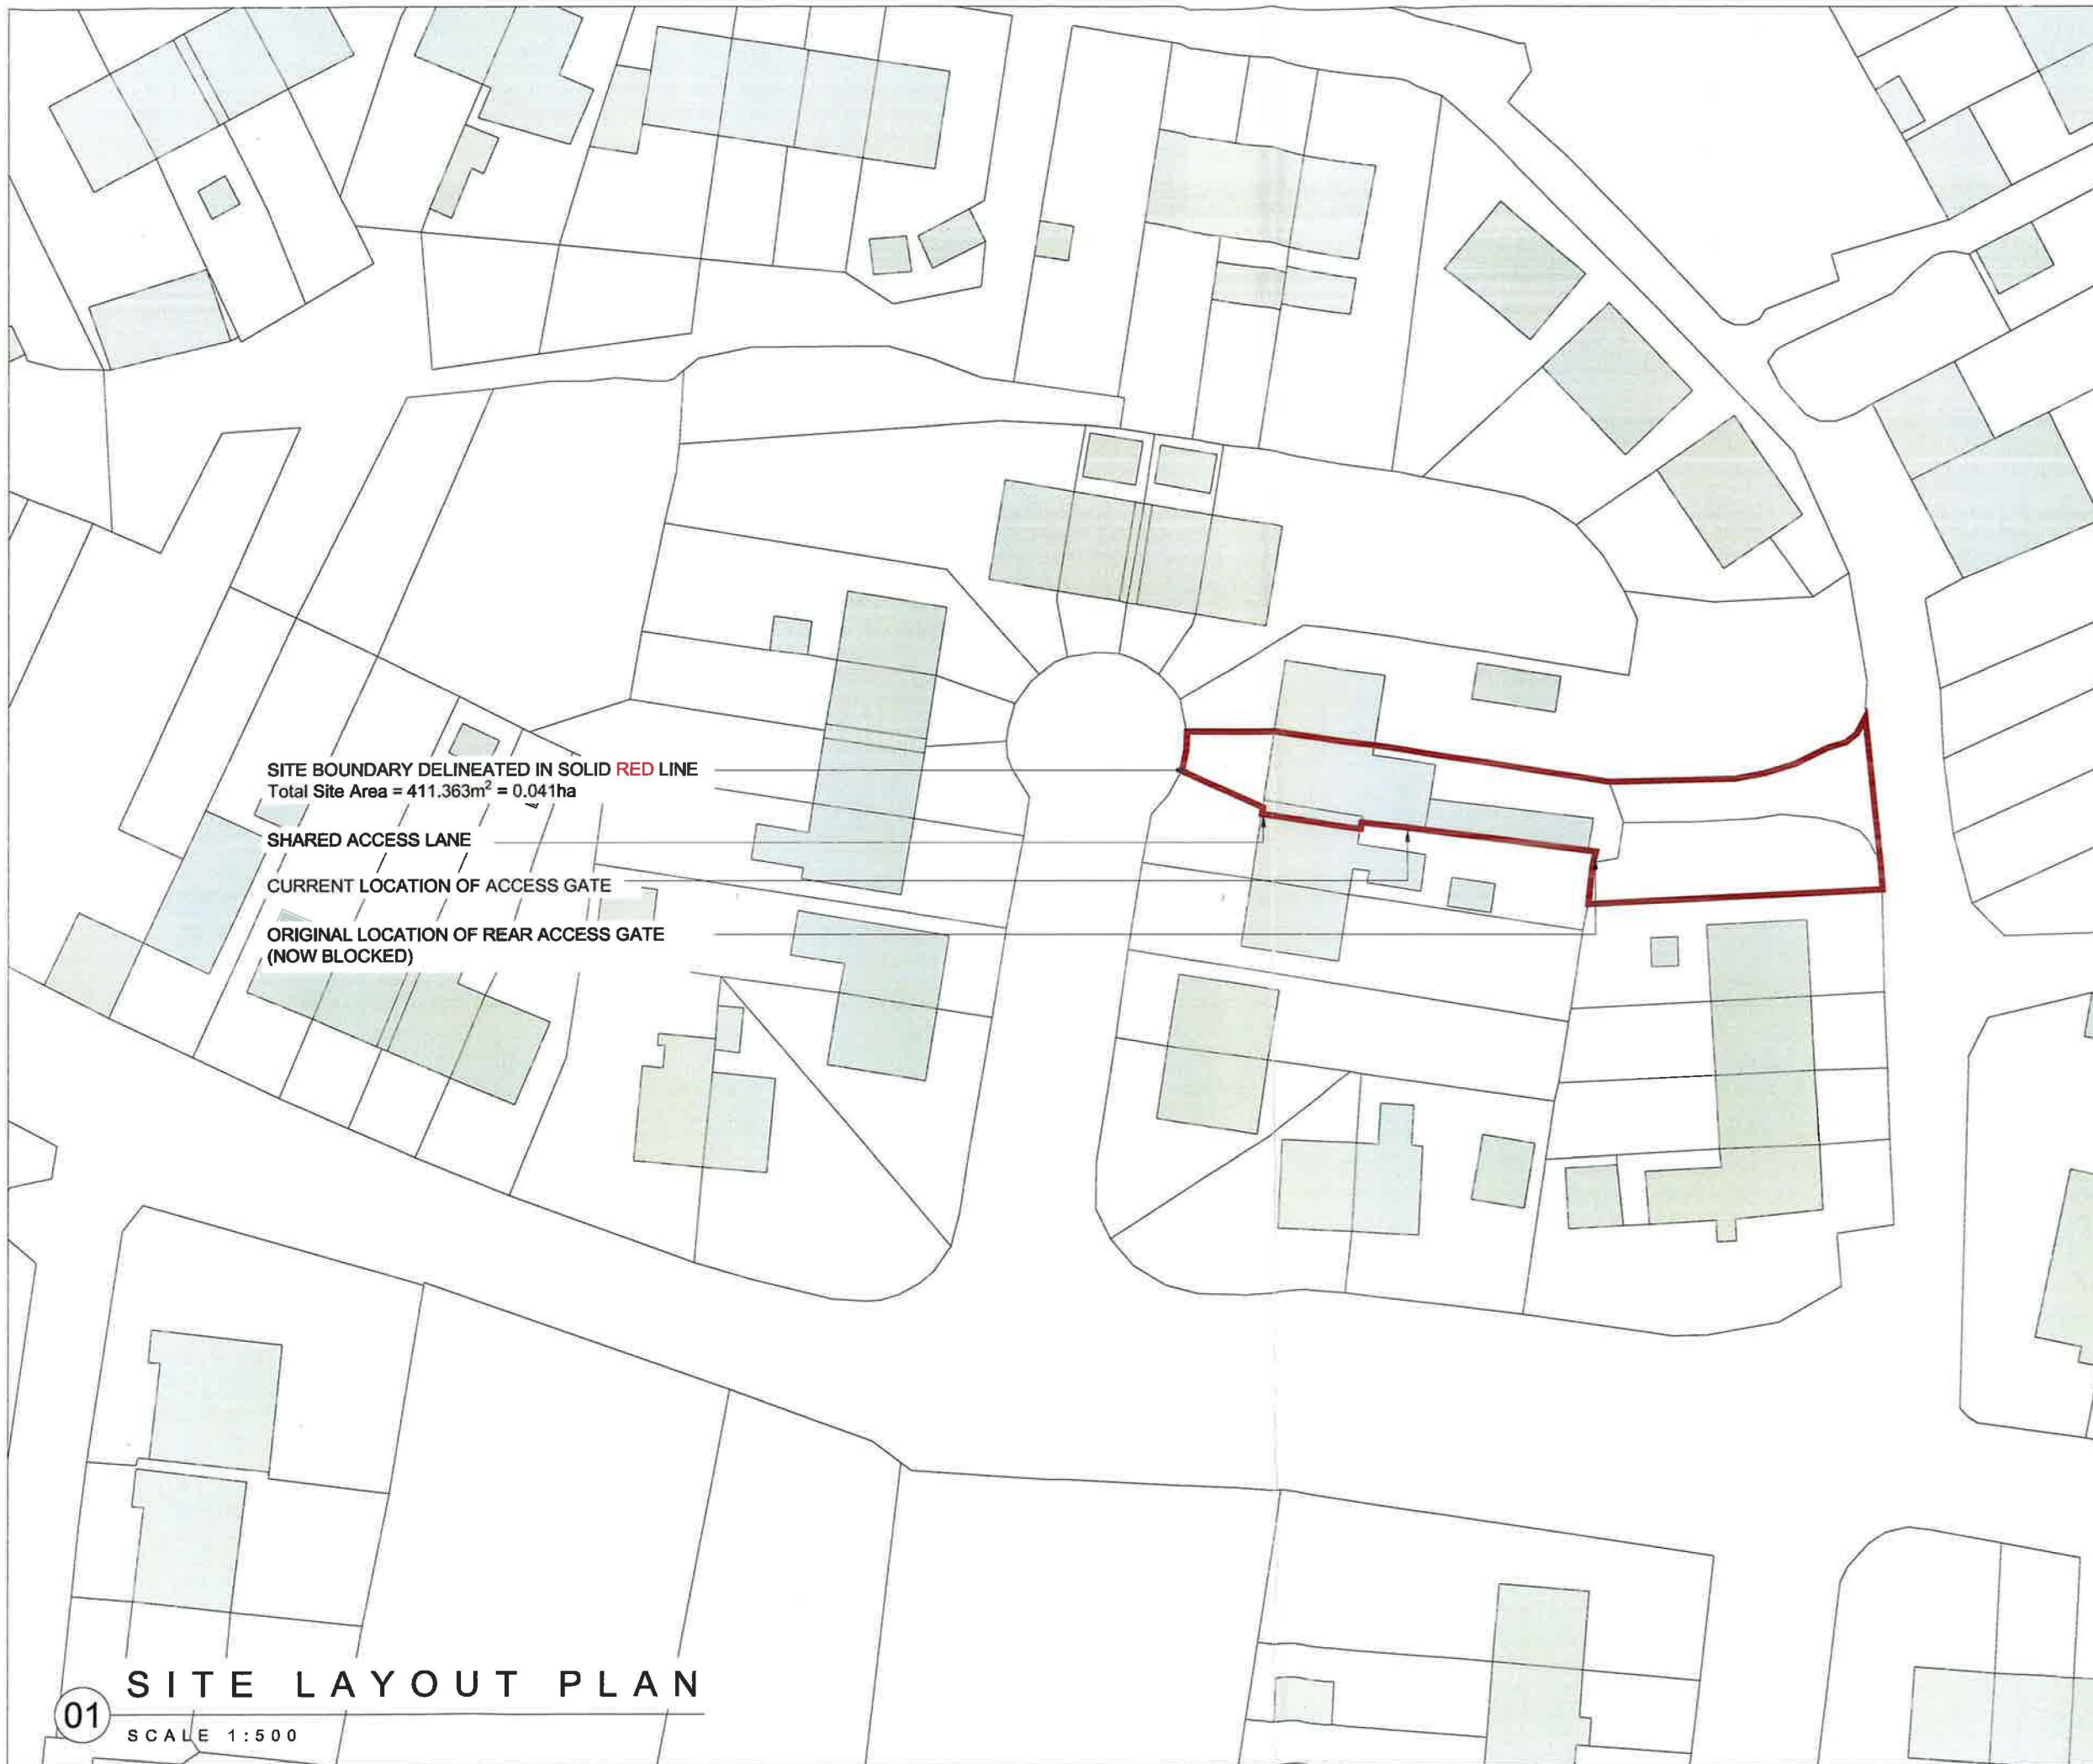 SITE BOUNDARY DELINEATED IN SOLID RED LINE
Total Site Area = 411.363m² = 0.041ha
SHARED ACCESS LANE
CURRENT LOCATION OF ACCESS GATE
ORIGINAL LOCATION OF REAR ACCESS GATE
(NOW BLOCKED)
SITE LAYOUT PLAN
01
SCALE 1:500